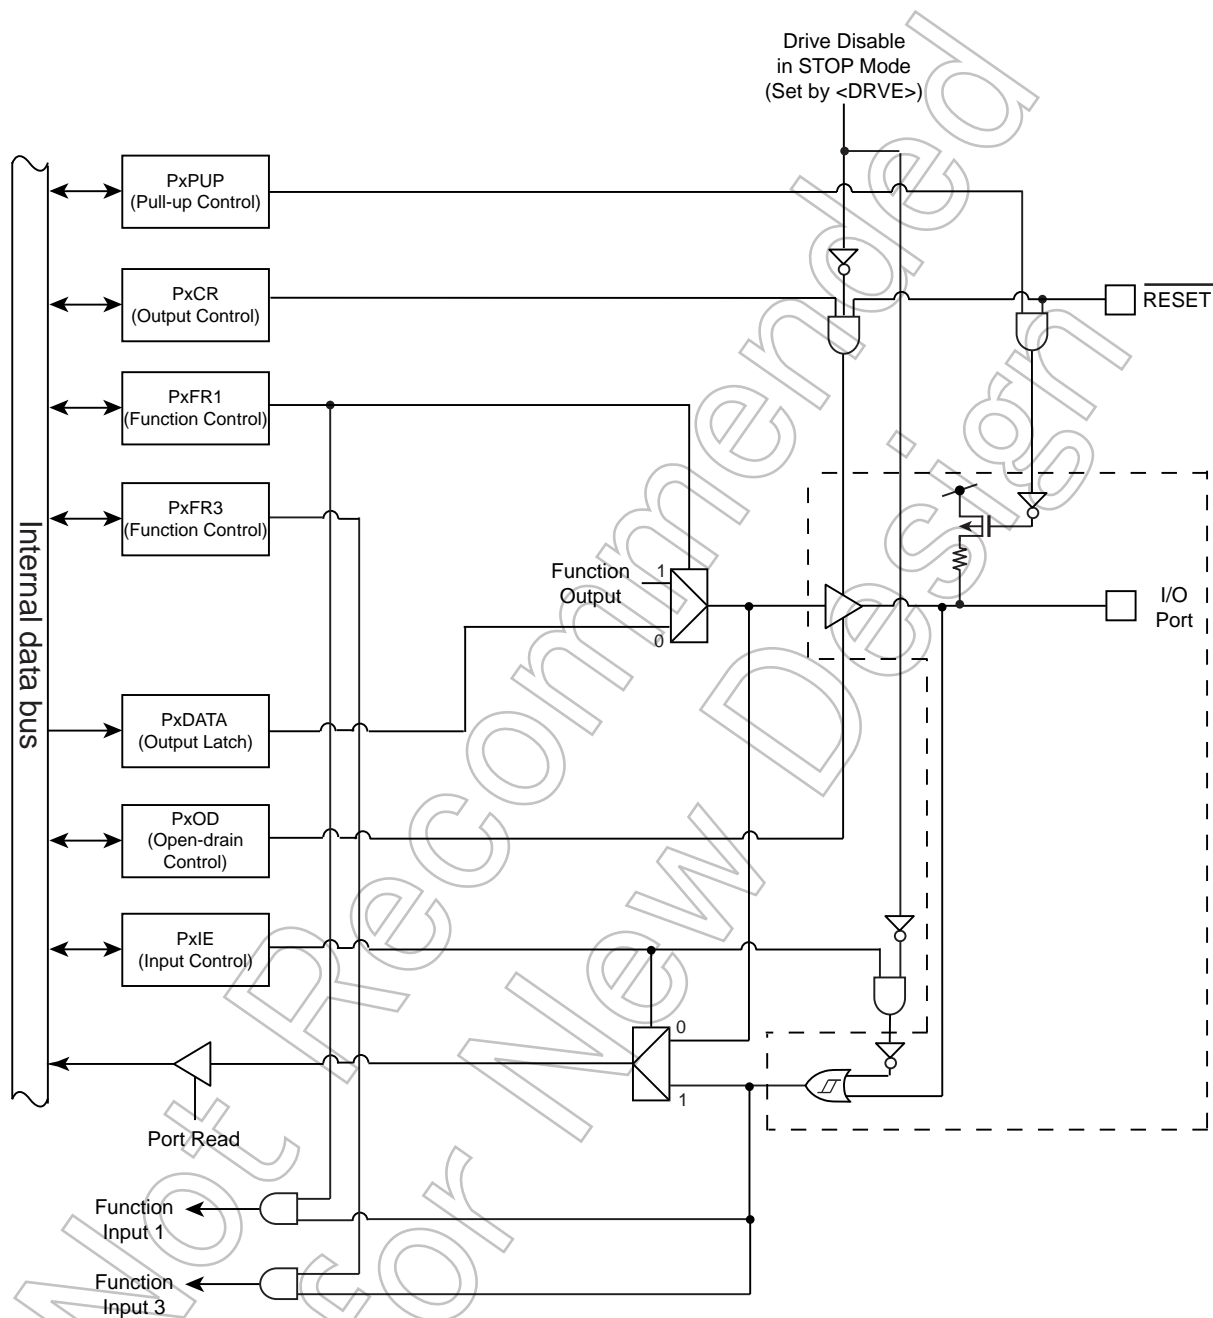 Drive Disable
in STOP Mode
(Set by <DRVE>)
PxPUP
(Pull-up Control)
PxCR
(Output Control)
RESET
PxFR1
(Function Control)
PxFR3
(Function Control)
Internal data bus
Function
Output
1
0
I/O
Port
PxDATA
(Output Latch)
PxOD
(Open-drain
Control)
PxIE
(Input Control)
0
1
Port Read
Function
Input 1
Function
Input 3
Not Recommended
for New Design